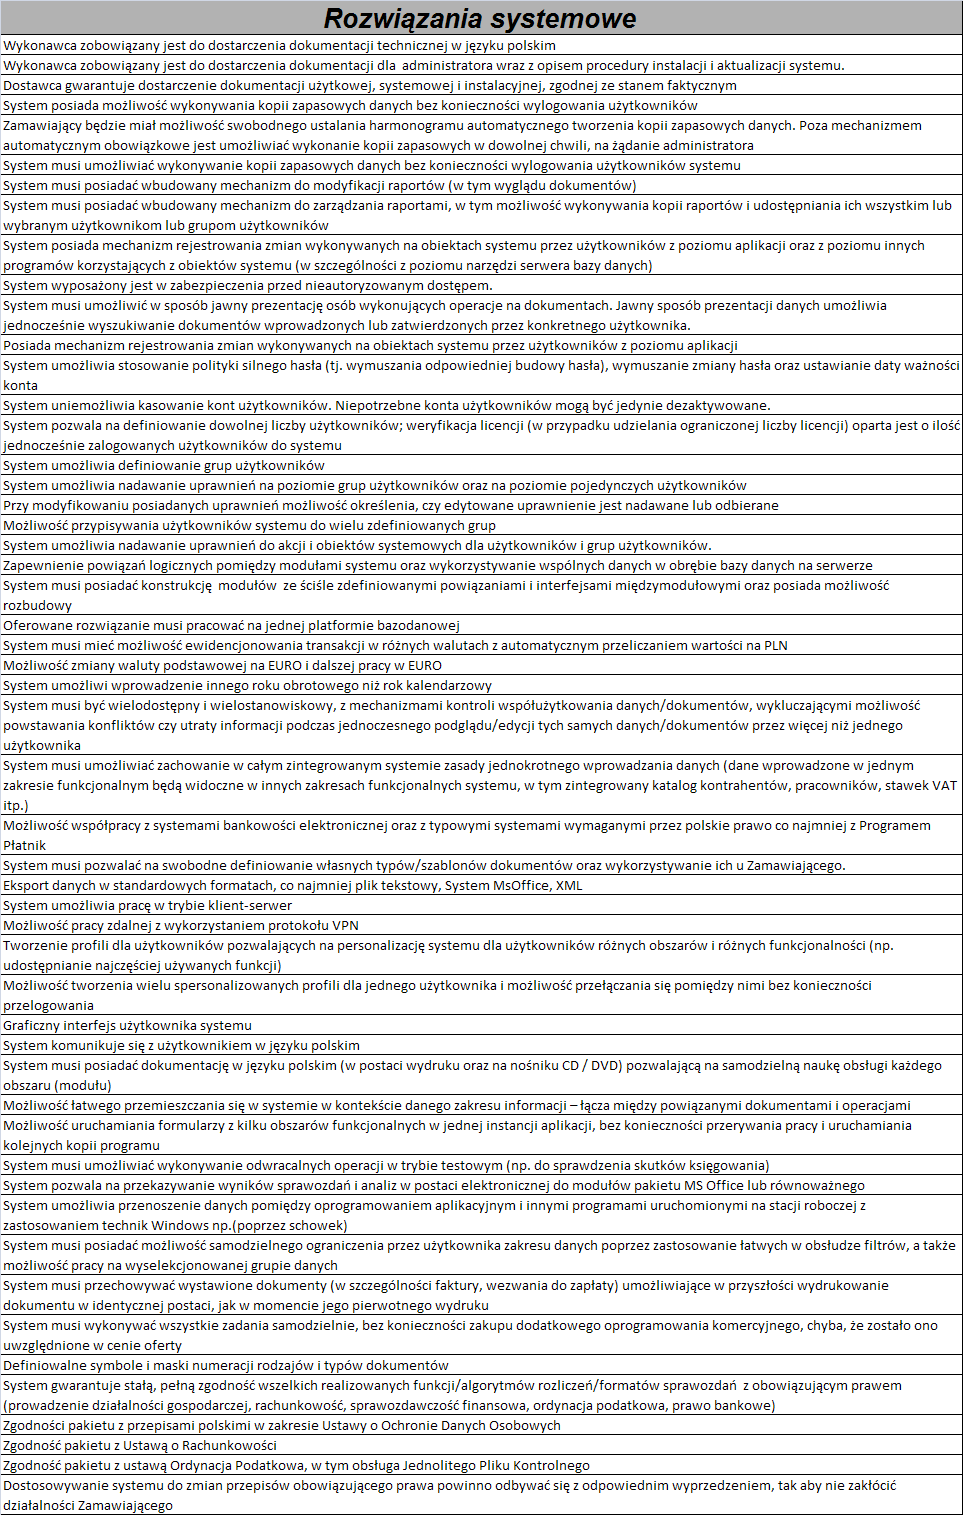 Rozwiązania systemowe
Wykonawca zobowiązany jest do dostarczenia dokumentacji technicznej w języku polskim
Wykonawca zobowiązany jest do dostarczenia dokumentacji dla  administratora wraz z opisem procedury instalacji i aktualizacji systemu.
Dostawca gwarantuje dostarczenie dokumentacji użytkowej, systemowej i instalacyjnej, zgodnej ze stanem faktycznym
System posiada możliwość wykonywania kopii zapasowych danych bez konieczności wylogowania użytkowników
Zamawiający będzie miał możliwość swobodnego ustalania harmonogramu automatycznego tworzenia kopii zapasowych danych. Poza mechanizmem
automatycznym obowiązkowe jest umożliwiać wykonanie kopii zapasowych w dowolnej chwili, na żądanie administratora
System musi umożliwiać wykonywanie kopii zapasowych danych bez konieczności wylogowania użytkowników systemu
System musi posiadać wbudowany mechanizm do modyfikacji raportów (w tym wyglądu dokumentów)
System musi posiadać wbudowany mechanizm do zarządzania raportami, w tym możliwość wykonywania kopii raportów i udostępniania ich wszystkim lub
wybranym użytkownikom lub grupom użytkowników
System posiada mechanizm rejestrowania zmian wykonywanych na obiektach systemu przez użytkowników z poziomu aplikacji oraz z poziomu innych
programów korzystających z obiektów systemu (w szczególności z poziomu narzędzi serwera bazy danych)
System wyposażony jest w zabezpieczenia przed nieautoryzowanym dostępem.
System musi umożliwić w sposób jawny prezentację osób wykonujących operacje na dokumentach. Jawny sposób prezentacji danych umożliwia
jednocześnie wyszukiwanie dokumentów wprowadzonych lub zatwierdzonych przez konkretnego użytkownika.
Posiada mechanizm rejestrowania zmian wykonywanych na obiektach systemu przez użytkowników z poziomu aplikacji
System umożliwia stosowanie polityki silnego hasła (tj. wymuszania odpowiedniej budowy hasła), wymuszanie zmiany hasła oraz ustawianie daty ważności
konta
System uniemożliwia kasowanie kont użytkowników. Niepotrzebne konta użytkowników mogą być jedynie dezaktywowane.
System pozwala na definiowanie dowolnej liczby użytkowników; weryfikacja licencji (w przypadku udzielania ograniczonej liczby licencji) oparta jest o ilość
jednocześnie zalogowanych użytkowników do systemu
System umożliwia definiowanie grup użytkowników
System umożliwia nadawanie uprawnień na poziomie grup użytkowników oraz na poziomie pojedynczych użytkowników
Przy modyfikowaniu posiadanych uprawnień możliwość określenia, czy edytowane uprawnienie jest nadawane lub odbierane
Możliwość przypisywania użytkowników systemu do wielu zdefiniowanych grup
System umożliwia nadawanie uprawnień do akcji i obiektów systemowych dla użytkowników i grup użytkowników.
Zapewnienie powiązań logicznych pomiędzy modułami systemu oraz wykorzystywanie wspólnych danych w obrębie bazy danych na serwerze
System musi posiadać konstrukcję  modułów  ze ściśle zdefiniowanymi powiązaniami i interfejsami międzymodułowymi oraz posiada możliwość
rozbudowy
Oferowane rozwiązanie musi pracować na jednej platformie bazodanowej
System musi mieć możliwość ewidencjonowania transakcji w różnych walutach z automatycznym przeliczaniem wartości na PLN
Możliwość zmiany waluty podstawowej na EURO i dalszej pracy w EURO
System umożliwi wprowadzenie innego roku obrotowego niż rok kalendarzowy
System musi być wielodostępny i wielostanowiskowy, z mechanizmami kontroli współużytkowania danych/dokumentów, wykluczającymi możliwość
powstawania konfliktów czy utraty informacji podczas jednoczesnego podglądu/edycji tych samych danych/dokumentów przez więcej niż jednego
użytkownika
System musi umożliwiać zachowanie w całym zintegrowanym systemie zasady jednokrotnego wprowadzania danych (dane wprowadzone w jednym
zakresie funkcjonalnym będą widoczne w innych zakresach funkcjonalnych systemu, w tym zintegrowany katalog kontrahentów, pracowników, stawek VAT
itp.)
Możliwość współpracy z systemami bankowości elektronicznej oraz z typowymi systemami wymaganymi przez polskie prawo co najmniej z Programem
Płatnik
System musi pozwalać na swobodne definiowanie własnych typów/szablonów dokumentów oraz wykorzystywanie ich u Zamawiającego.
Eksport danych w standardowych formatach, co najmniej plik tekstowy, System MsOffice, XML
System umożliwia pracę w trybie klient-serwer
Możliwość pracy zdalnej z wykorzystaniem protokołu VPN
Tworzenie profili dla użytkowników pozwalających na personalizację systemu dla użytkowników różnych obszarów i różnych funkcjonalności (np.
udostępnianie najczęściej używanych funkcji)
Możliwość tworzenia wielu spersonalizowanych profili dla jednego użytkownika i możliwość przełączania się pomiędzy nimi bez konieczności
przelogowania
Graficzny interfejs użytkownika systemu
System komunikuje się z użytkownikiem w języku polskim
System musi posiadać dokumentację w języku polskim (w postaci wydruku oraz na nośniku CD / DVD) pozwalającą na samodzielną naukę obsługi każdego
obszaru (modułu)
Możliwość łatwego przemieszczania się w systemie w kontekście danego zakresu informacji – łącza między powiązanymi dokumentami i operacjami
Możliwość uruchamiania formularzy z kilku obszarów funkcjonalnych w jednej instancji aplikacji, bez konieczności przerywania pracy i uruchamiania
kolejnych kopii programu
System musi umożliwiać wykonywanie odwracalnych operacji w trybie testowym (np. do sprawdzenia skutków księgowania)
System pozwala na przekazywanie wyników sprawozdań i analiz w postaci elektronicznej do modułów pakietu MS Office lub równoważnego
System umożliwia przenoszenie danych pomiędzy oprogramowaniem aplikacyjnym i innymi programami uruchomionymi na stacji roboczej z
zastosowaniem technik Windows np.(poprzez schowek)
System musi posiadać możliwość samodzielnego ograniczenia przez użytkownika zakresu danych poprzez zastosowanie łatwych w obsłudze filtrów, a także
możliwość pracy na wyselekcjonowanej grupie danych
System musi przechowywać wystawione dokumenty (w szczególności faktury, wezwania do zapłaty) umożliwiające w przyszłości wydrukowanie
dokumentu w identycznej postaci, jak w momencie jego pierwotnego wydruku
System musi wykonywać wszystkie zadania samodzielnie, bez konieczności zakupu dodatkowego oprogramowania komercyjnego, chyba, że zostało ono
uwzględnione w cenie oferty
Definiowalne symbole i maski numeracji rodzajów i typów dokumentów
System gwarantuje stałą, pełną zgodność wszelkich realizowanych funkcji/algorytmów rozliczeń/formatów sprawozdań  z obowiązującym prawem
(prowadzenie działalności gospodarczej, rachunkowość, sprawozdawczość finansowa, ordynacja podatkowa, prawo bankowe)
Zgodności pakietu z przepisami polskimi w zakresie Ustawy o Ochronie Danych Osobowych
Zgodność pakietu z Ustawą o Rachunkowości
Zgodność pakietu z ustawą Ordynacja Podatkowa, w tym obsługa Jednolitego Pliku Kontrolnego
Dostosowywanie systemu do zmian przepisów obowiązującego prawa powinno odbywać się z odpowiednim wyprzedzeniem, tak aby nie zakłócić
działalności Zamawiającego